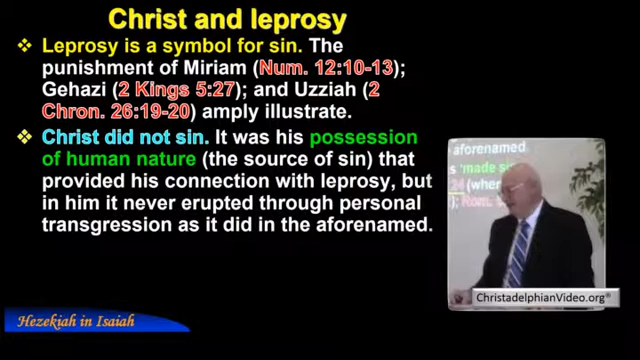 Christ and leprosy
❖ Leprosy is a symbol for sin. The
punishment of Miriam (Num. 12:10-13);
Gehazi (2 Kings 5:27); and Uzziah (2
Chron. 26:19-20) amply illustrate.
❖ Christ did not sin. It was his possession
of human nature (the source of sin) that
provided his connection with leprosy, but
in him it never erupted through personal
transgression as it did in the aforenamed.
aforenamed
'made
24 (whe
Rom.
ChristadelphianVideo.org®
Hezekiah in Isaiah